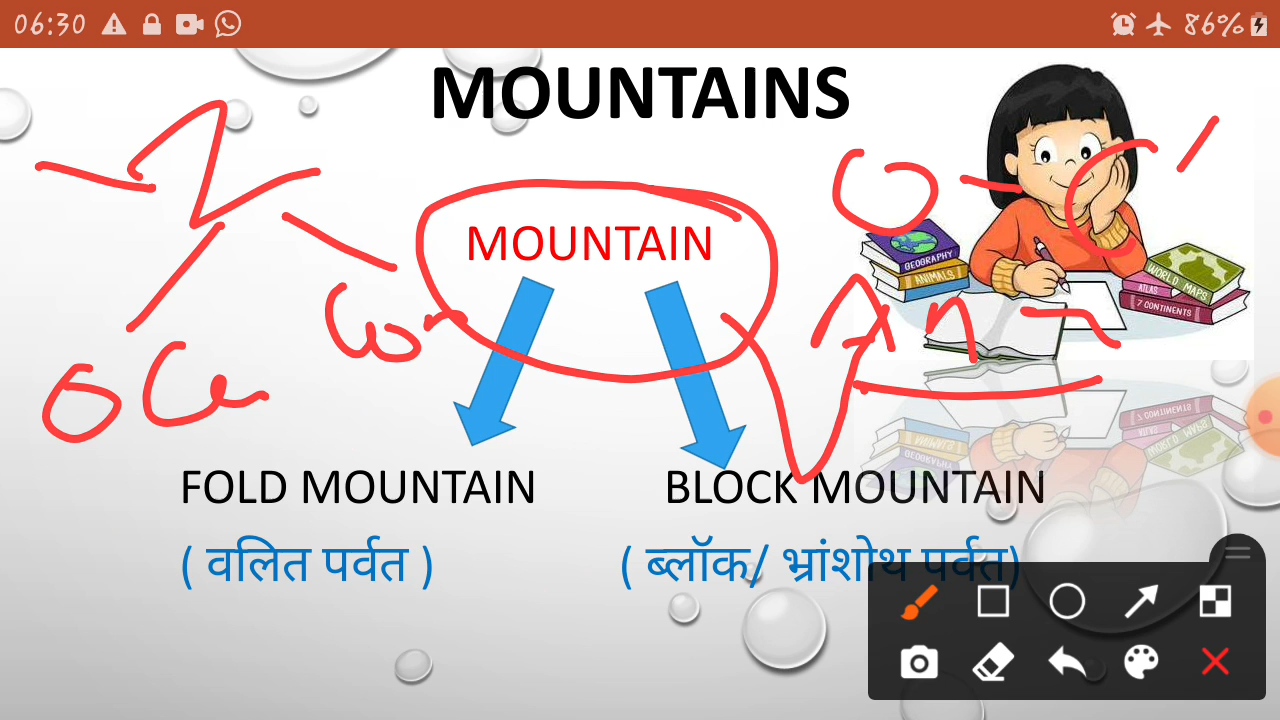 06:30 86%
MOUNTAINS
MOUNTAIN
GEOGRAPHY
ANIMALS
WORLD MAPS
ATLAS
7 CONTINENTS
FOLD MOUNTAIN BLOCK MOUNTAIN
( वलित पर्वत ) ( ब्लॉक/ भ्रांशोथ पर्वत)